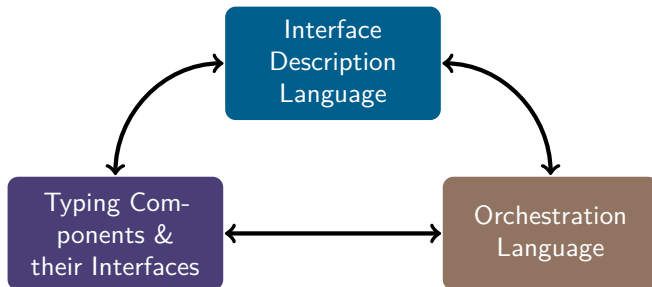 Interface
Description
Language
Typing Com-
ponents &
their Interfaces
Orchestration
Language